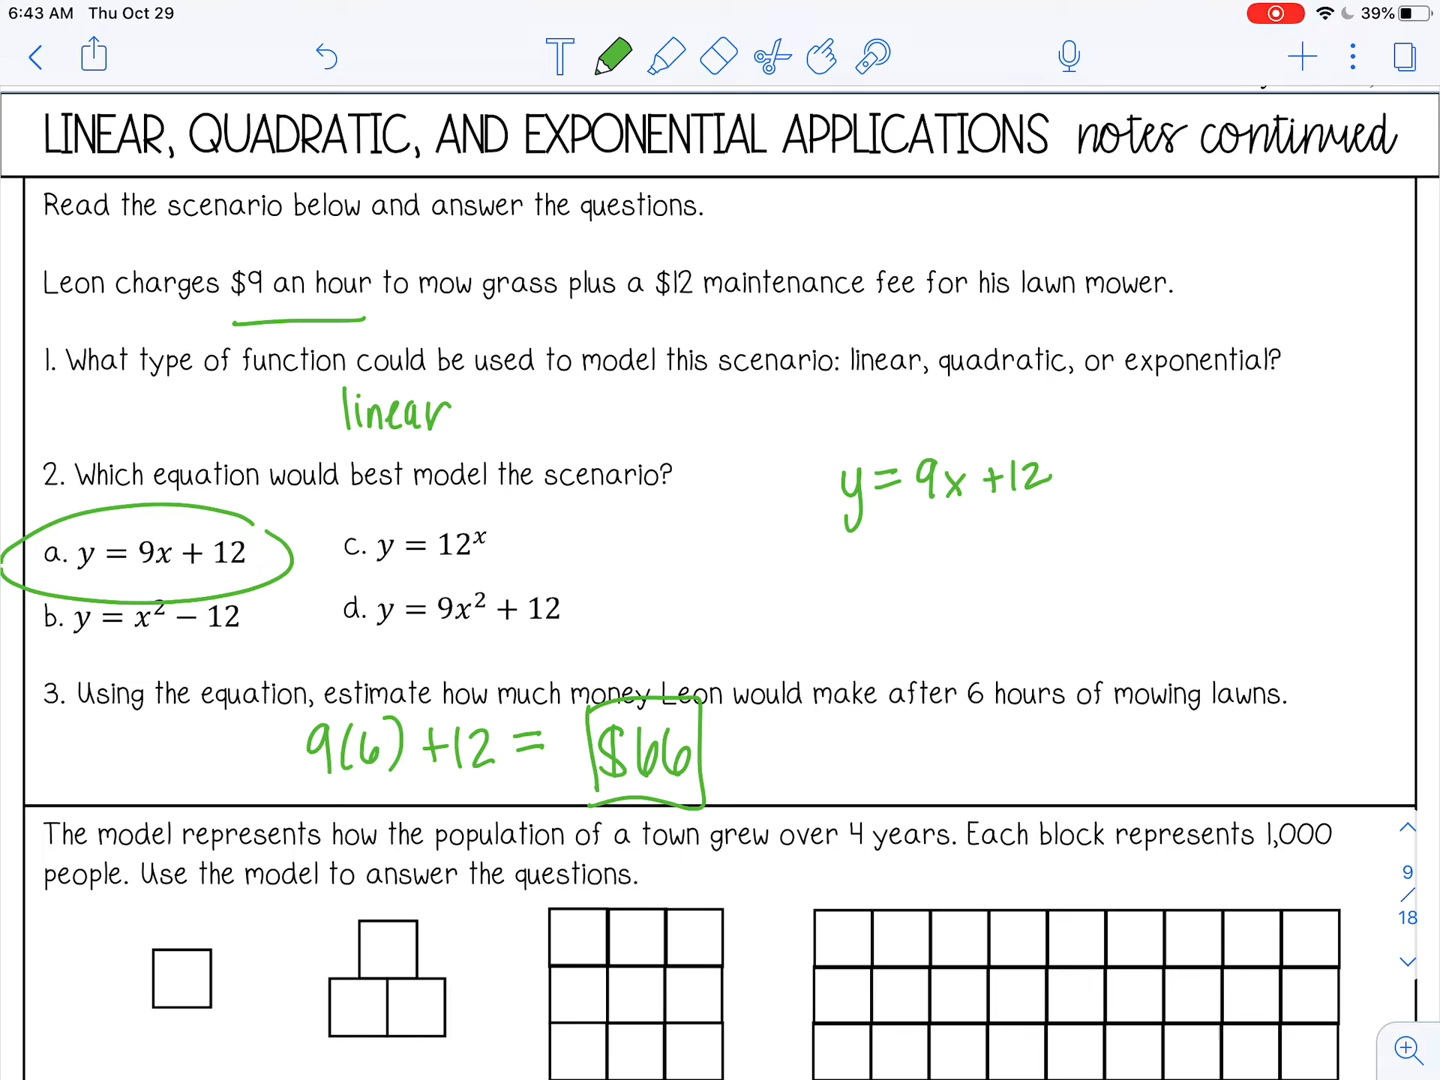 6:43 AM Thu Oct 29
39%
T
LINEAR, QUADRATIC, AND EXPONENTIAL APPLICATIONS notes continued
Read the scenario below and answer the questions.
Leon charges $9 an hour to mow grass plus a $12 maintenance fee for his lawn mower.
1. What type of function could be used to model this scenario: linear, quadratic, or exponential?
linear
2. Which equation would best model the scenario?
y = 9x + 12
a. y = 9x + 12
c. y = 12ˣ
b. y = x² − 12
d. y = 9x² + 12
3. Using the equation, estimate how much money Leon would make after 6 hours of mowing lawns.
9(6) + 12 = $66
The model represents how the population of a town grew over 4 years. Each block represents 1,000
people. Use the model to answer the questions.
9
/
18